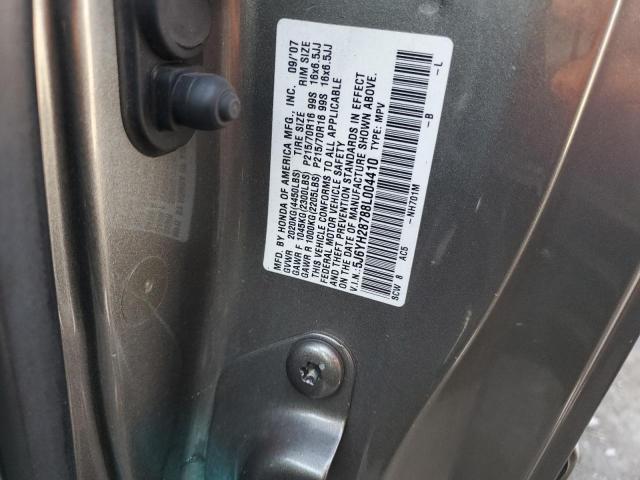 MFD. BY HONDA OF AMERICA MFG., INC. 09/'07
GVWR 2020KG(4450LBS) TIRE SIZE RIM SIZE
GAWR F 1045KG(2300LBS) P215/70R16 99S 16x6.5JJ
GAWR R 1000KG(2205LBS) P215/70R16 99S 16x6.5JJ
THIS VEHICLE CONFORMS TO ALL APPLICABLE
FEDERAL MOTOR VEHICLE SAFETY
AND THEFT PREVENTION STANDARDS IN EFFECT
ON THE DATE OF MANUFACTURE SHOWN ABOVE.
V.I.N.:5J6YH28788L004410 TYPE: MPV
SCW 8 AC5 -NH701M -B -L